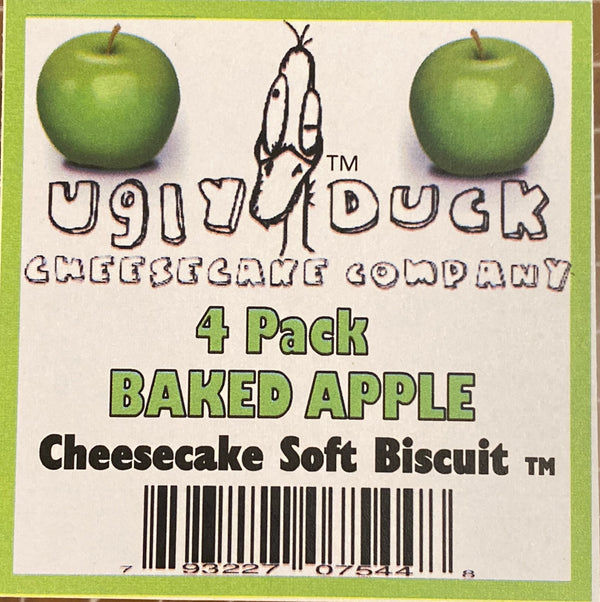 TM
UglY DUCK
CHEESECAKE COMPANY
4 Pack
BAKED APPLE
Cheesecake Soft Biscuit TM
7 93227 07544 8